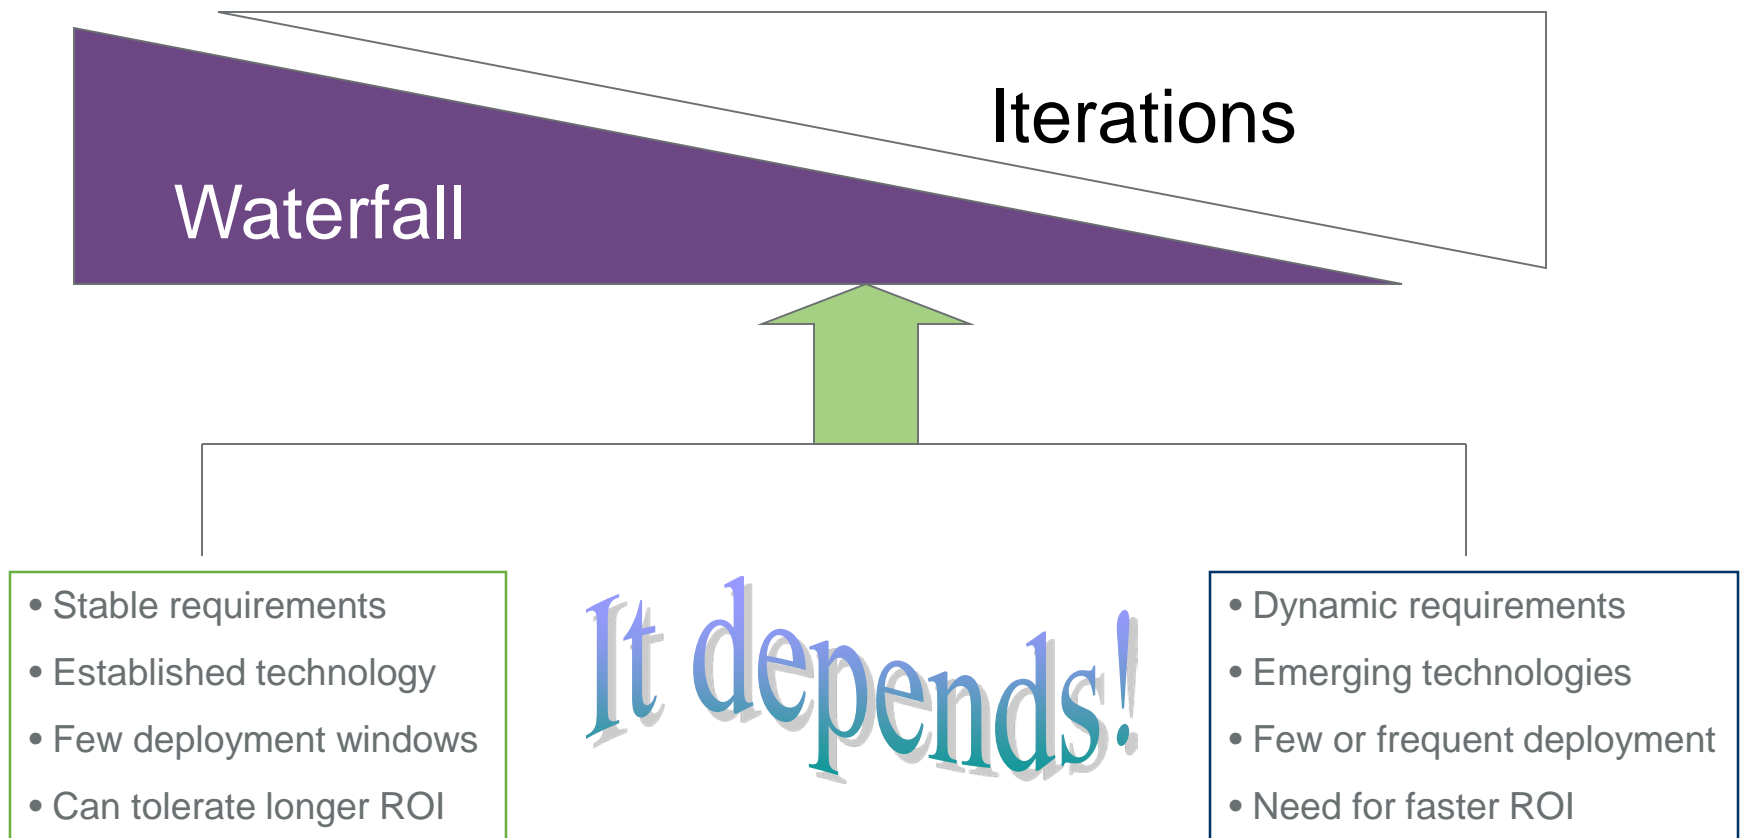 Iterations
Waterfall
• Stable requirements
• Established technology
• Few deployment windows
• Can tolerate longer ROI
It depends!
• Dynamic requirements
• Emerging technologies
• Few or frequent deployment
• Need for faster ROI